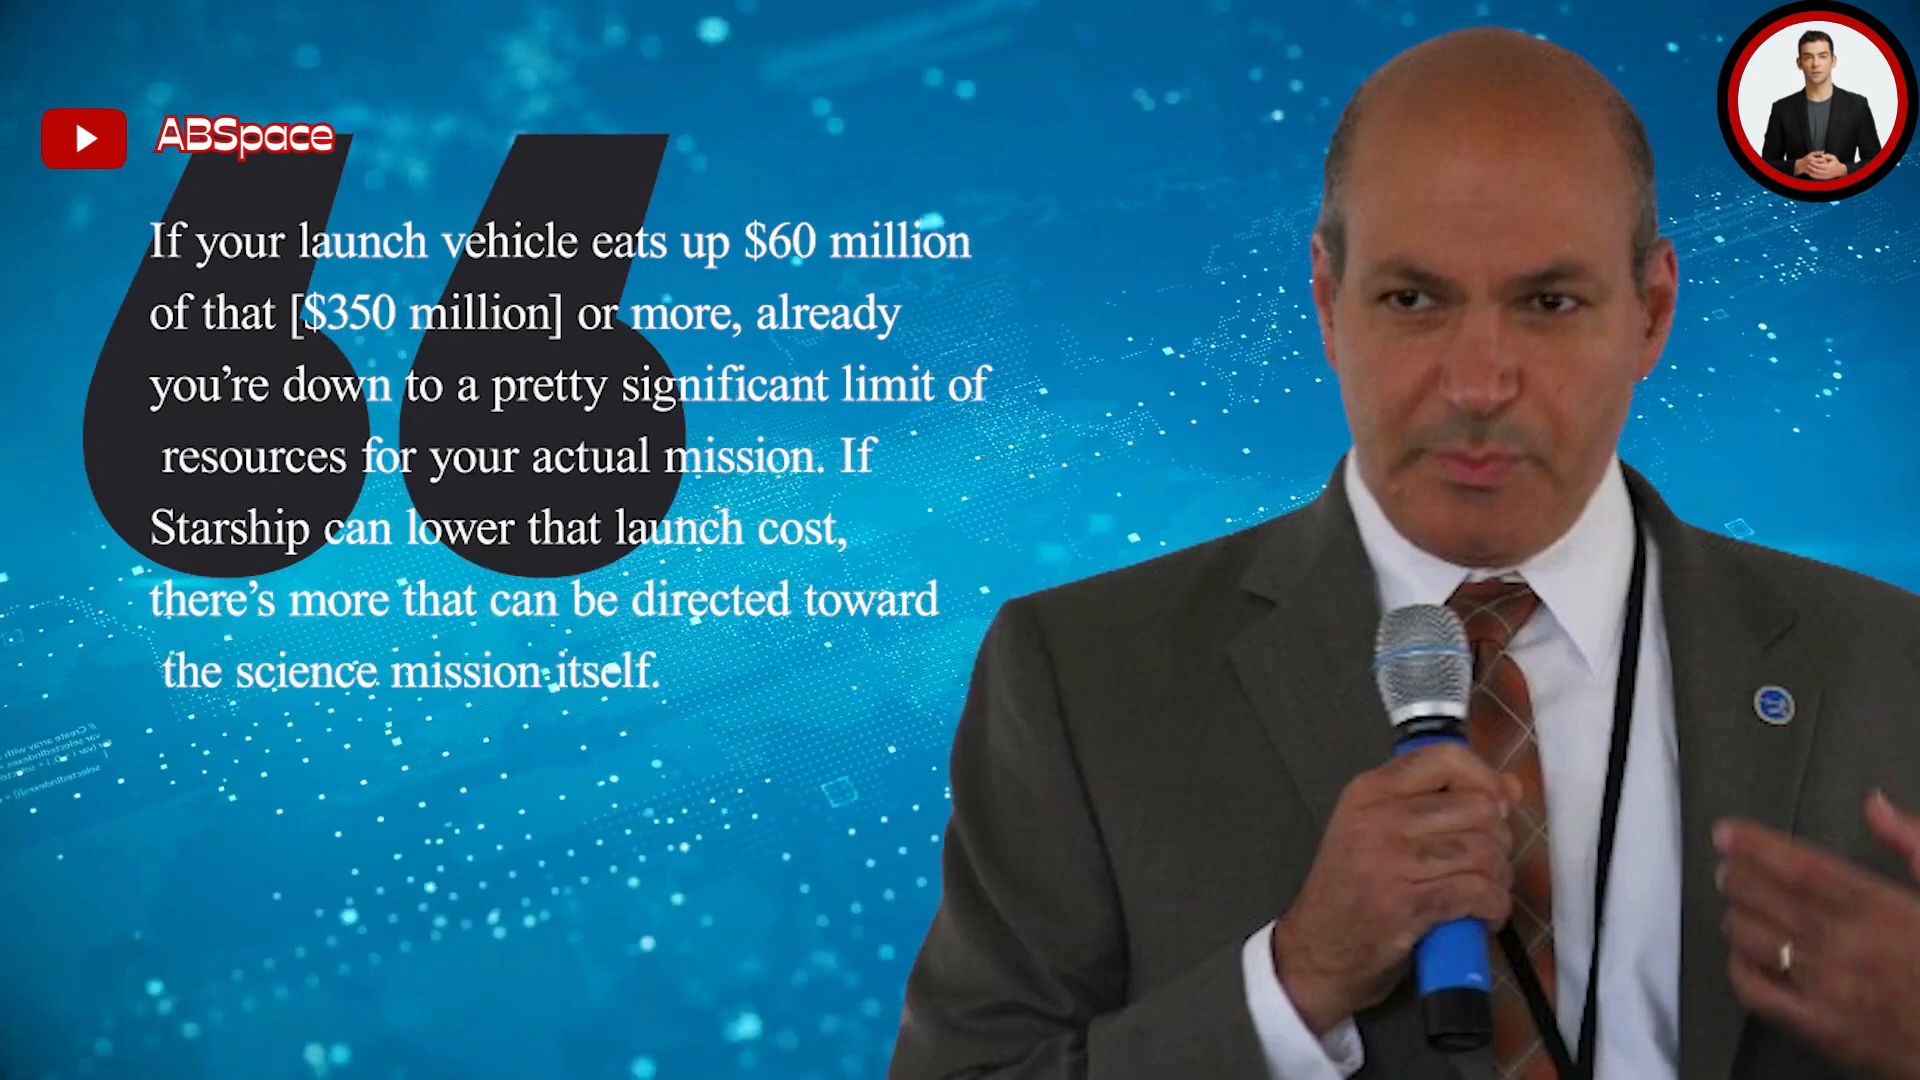 ABSpace
If your launch vehicle eats up $60 million
of that [$350 million] or more, already
you’re down to a pretty significant limit of
resources for your actual mission. If
Starship can lower that launch cost,
there’s more that can be directed toward
the science mission itself.